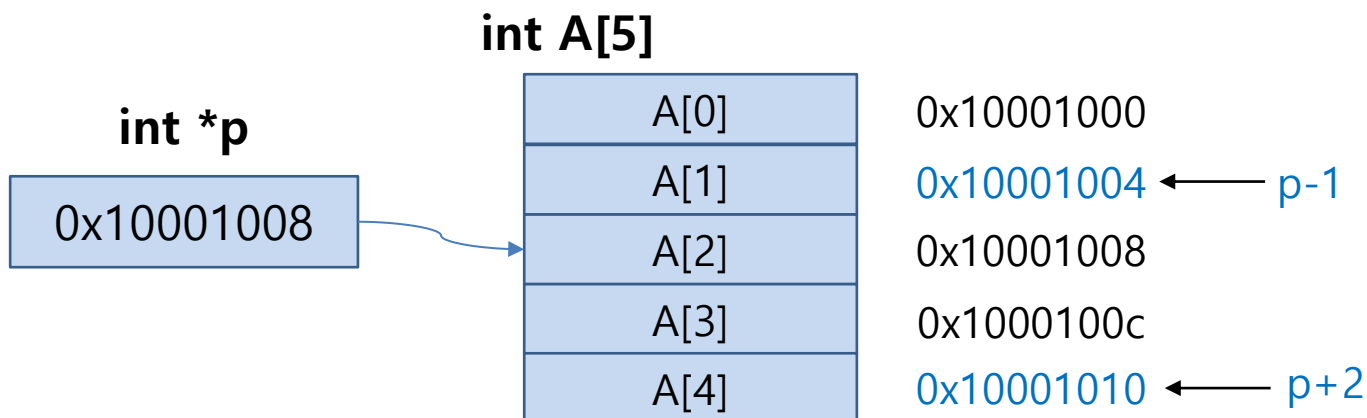 int A[5]
int *p
0x10001008
A[0] 0x10001000
A[1] 0x10001004 p-1
A[2] 0x10001008
A[3] 0x1000100c
A[4] 0x10001010 p+2